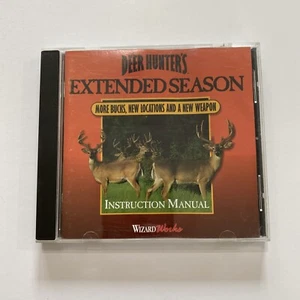 DEER HUNTER'S
EXTENDED SEASON
MORE BUCKS, NEW LOCATIONS AND A NEW WEAPON
INSTRUCTION MANUAL
WIZARDWorks